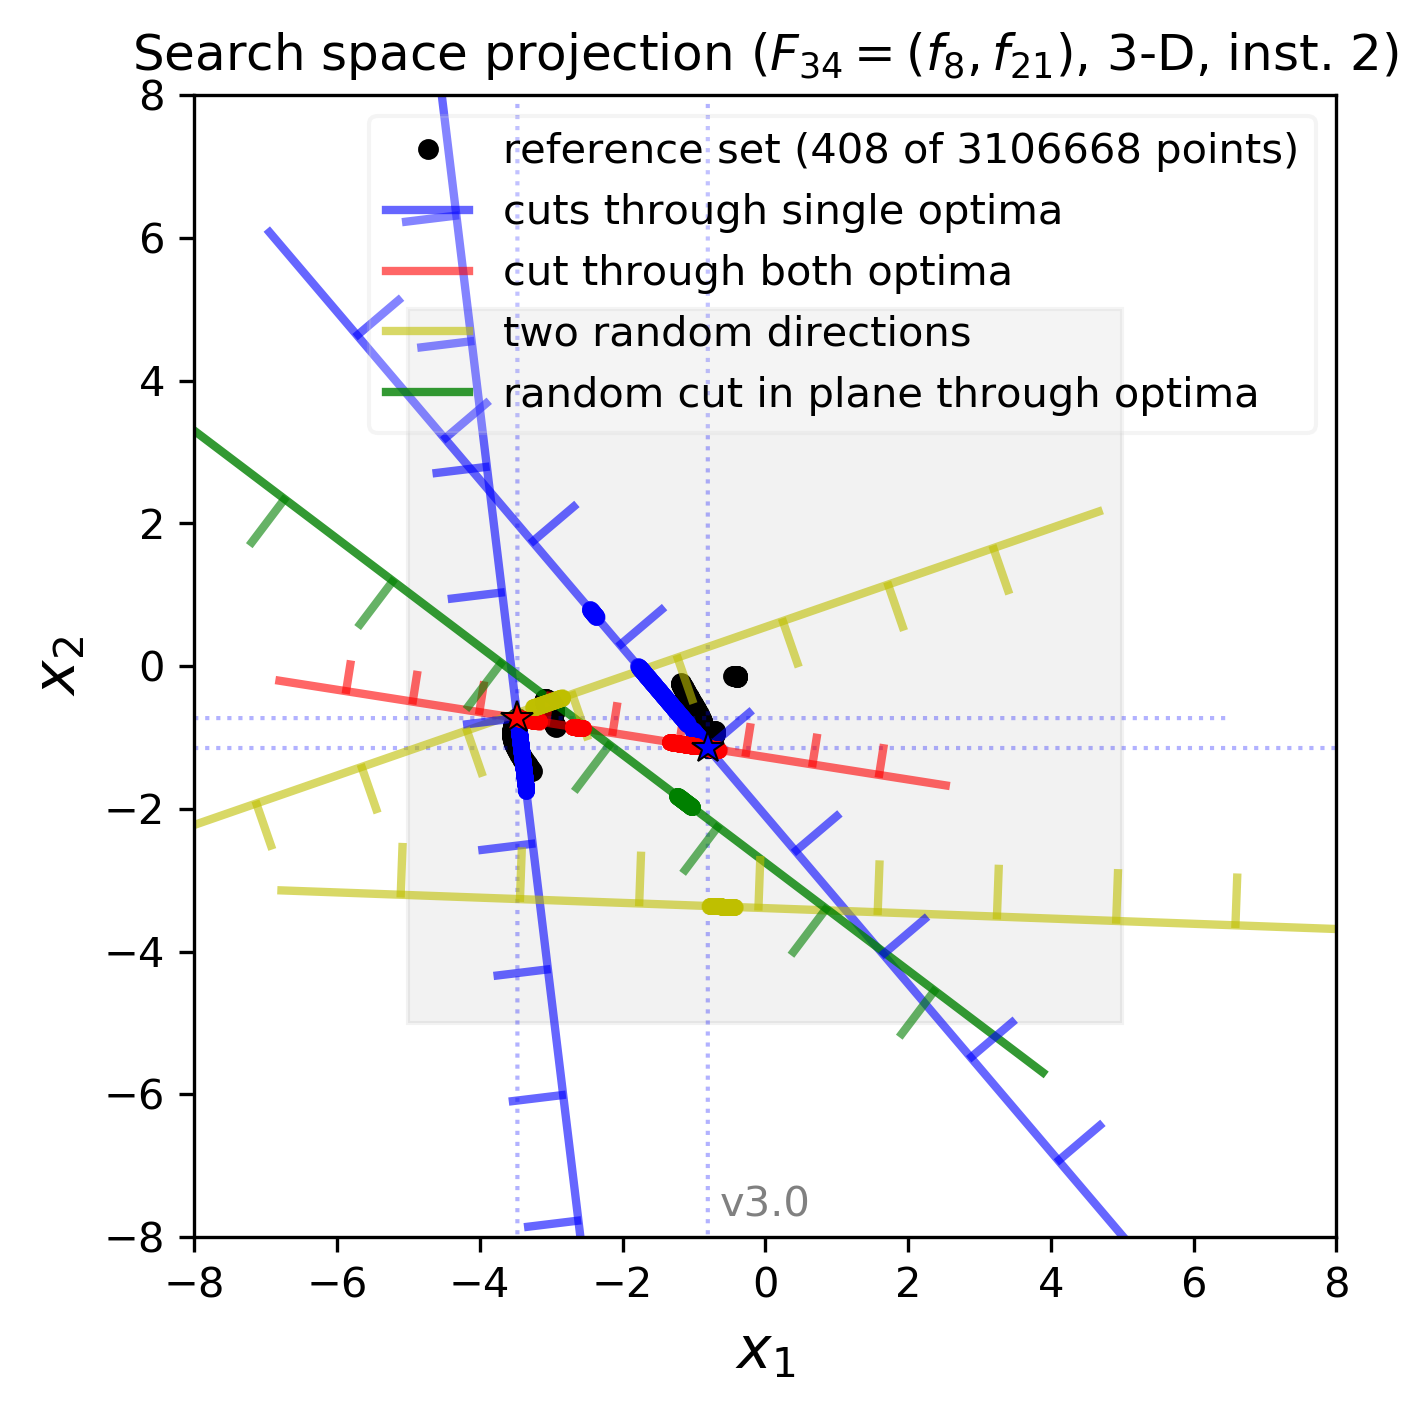 Search space projection (F₃₄ = (f₈, f₂₁), 3-D, inst. 2)
reference set (408 of 3106668 points)
cuts through single optima
cut through both optima
two random directions
random cut in plane through optima
8
6
4
2
0
−2
−4
−6
−8
x₂
v3.0
−8 −6 −4 −2 0 2 4 6 8
x₁